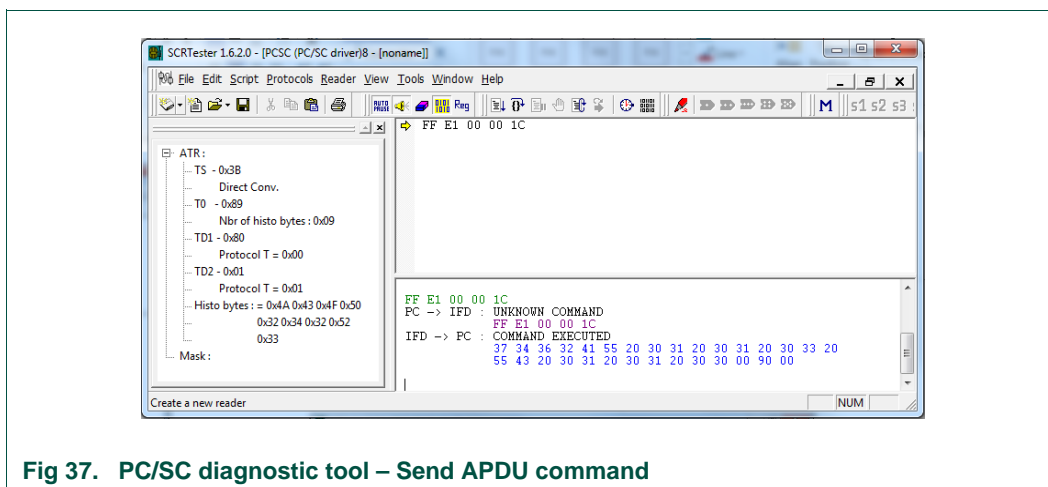 SCRTester 1.6.2.0 - [PCSC (PC/SC driver)8 - [noname]]
File Edit Script Protocols Reader View Tools Window Help
AUTO PAUSE Reg M s1 s2 s3
FF E1 00 00 1C
ATR :
TS - 0x3B
Direct Conv.
T0 - 0x89
Nbr of histo bytes : 0x09
TD1 - 0x80
Protocol T = 0x00
TD2 - 0x01
Protocol T = 0x01
Histo bytes : = 0x4A 0x43 0x4F 0x50
0x32 0x34 0x32 0x52
0x33
Mask :
FF E1 00 00 1C
PC -> IFD : UNKNOWN COMMAND
FF E1 00 00 1C
IFD -> PC : COMMAND EXECUTED
37 34 36 32 41 55 20 30 31 20 30 31 20 30 33 20
55 43 20 30 31 20 30 31 20 30 30 00 90 00
Create a new reader
NUM
Fig 37. PC/SC diagnostic tool – Send APDU command